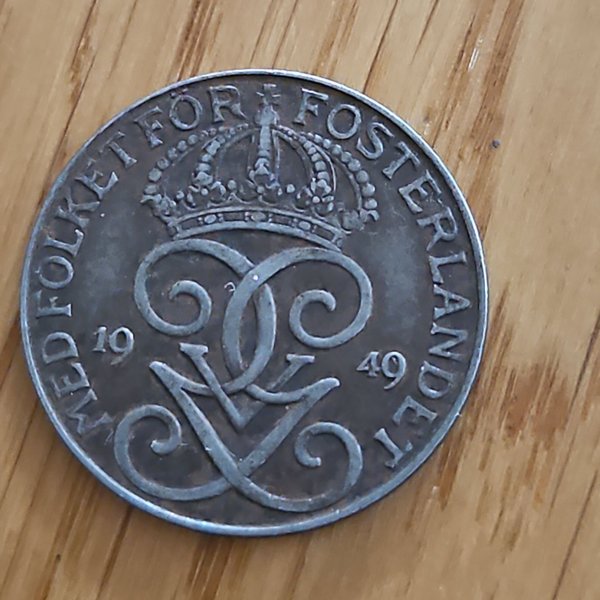 MED FOLKET FÖR FOSTERLANDET
19 49